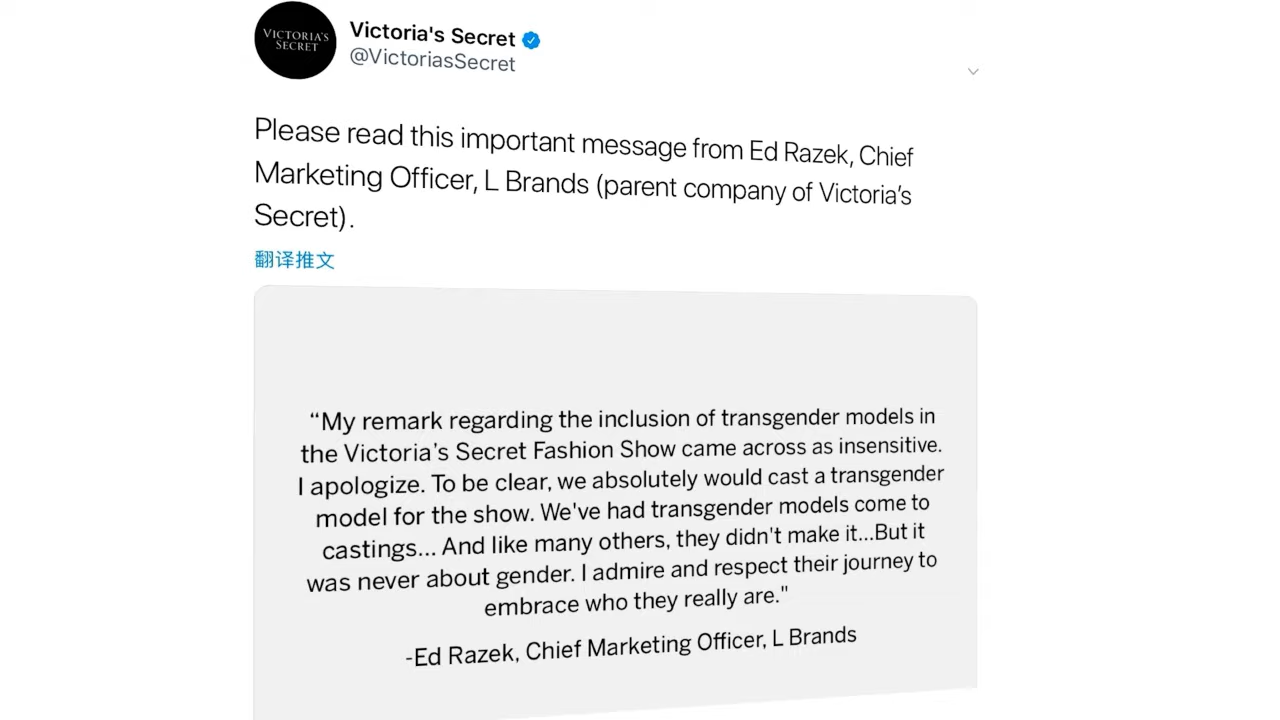 VICTORIA'S
SECRET
Victoria's Secret
@VictoriasSecret
Please read this important message from Ed Razek, Chief
Marketing Officer, L Brands (parent company of Victoria's
Secret).
翻译推文
“My remark regarding the inclusion of transgender models in
the Victoria’s Secret Fashion Show came across as insensitive.
I apologize. To be clear, we absolutely would cast a transgender
model for the show. We've had transgender models come to
castings... And like many others, they didn't make it...But it
was never about gender. I admire and respect their journey to
embrace who they really are."
-Ed Razek, Chief Marketing Officer, L Brands